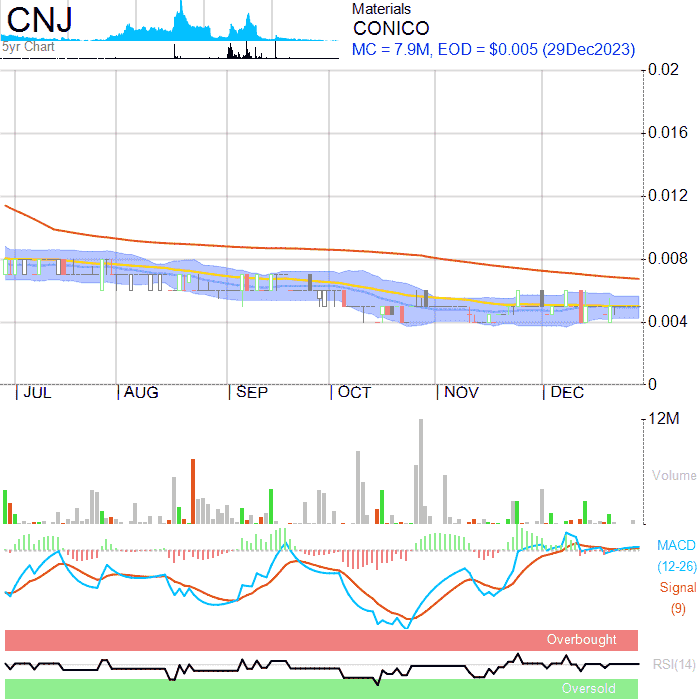 CNJ
5yr Chart
Materials
CONICO
MC = 7.9M, EOD = $0.005 (29Dec2023)
0.02
0.016
0.012
0.008
0.004
0
JUL AUG SEP OCT NOV DEC
12M
Volume
MACD
(12-26)
Signal
(9)
Overbought
RSI(14)
Oversold